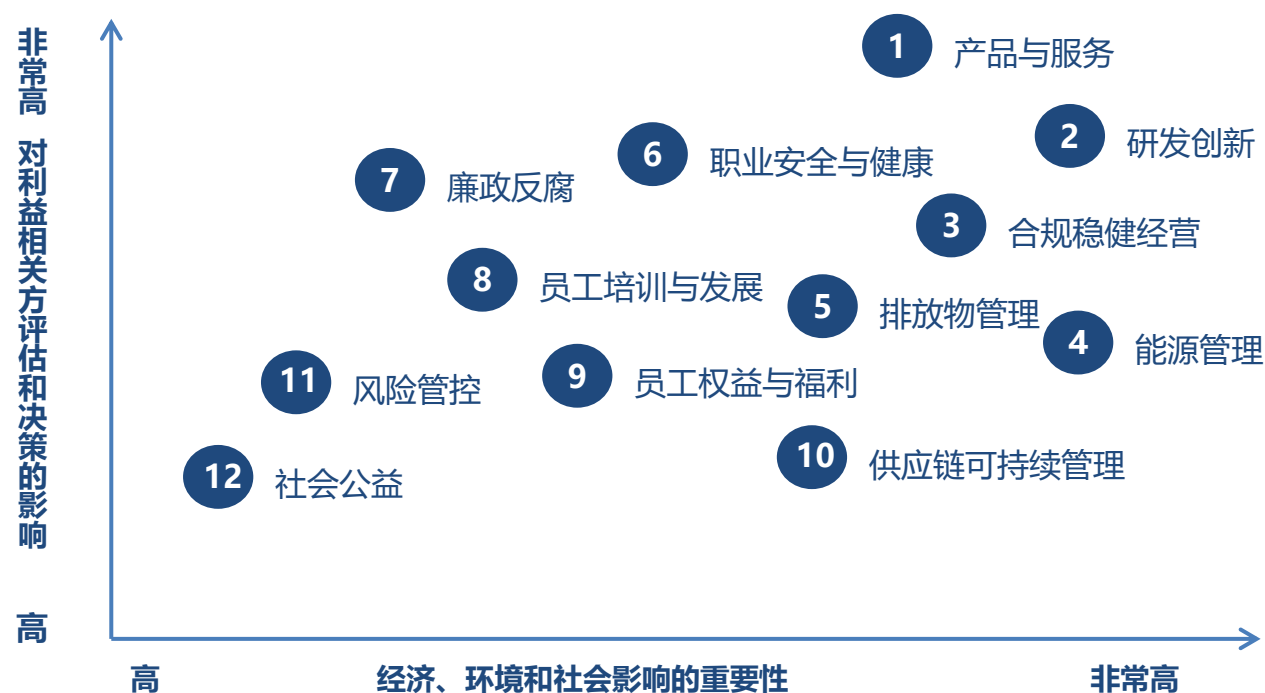 非常高
对利益相关方评估和决策的影响
高
1 产品与服务
2 研发创新
6 职业安全与健康
7 廉政反腐
3 合规稳健经营
8 员工培训与发展
5 排放物管理
4 能源管理
11 风险管控
9 员工权益与福利
10 供应链可持续管理
12 社会公益
高 经济、环境和社会影响的重要性 非常高